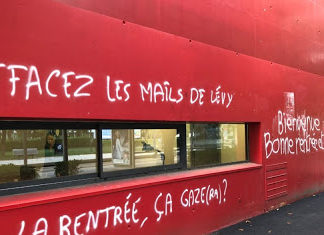 FFACEZ LES MAILS DE LÉVY
Bienvenue
Bonne rentrée
LA RENTRÉE, ÇA GAZE(RA)?